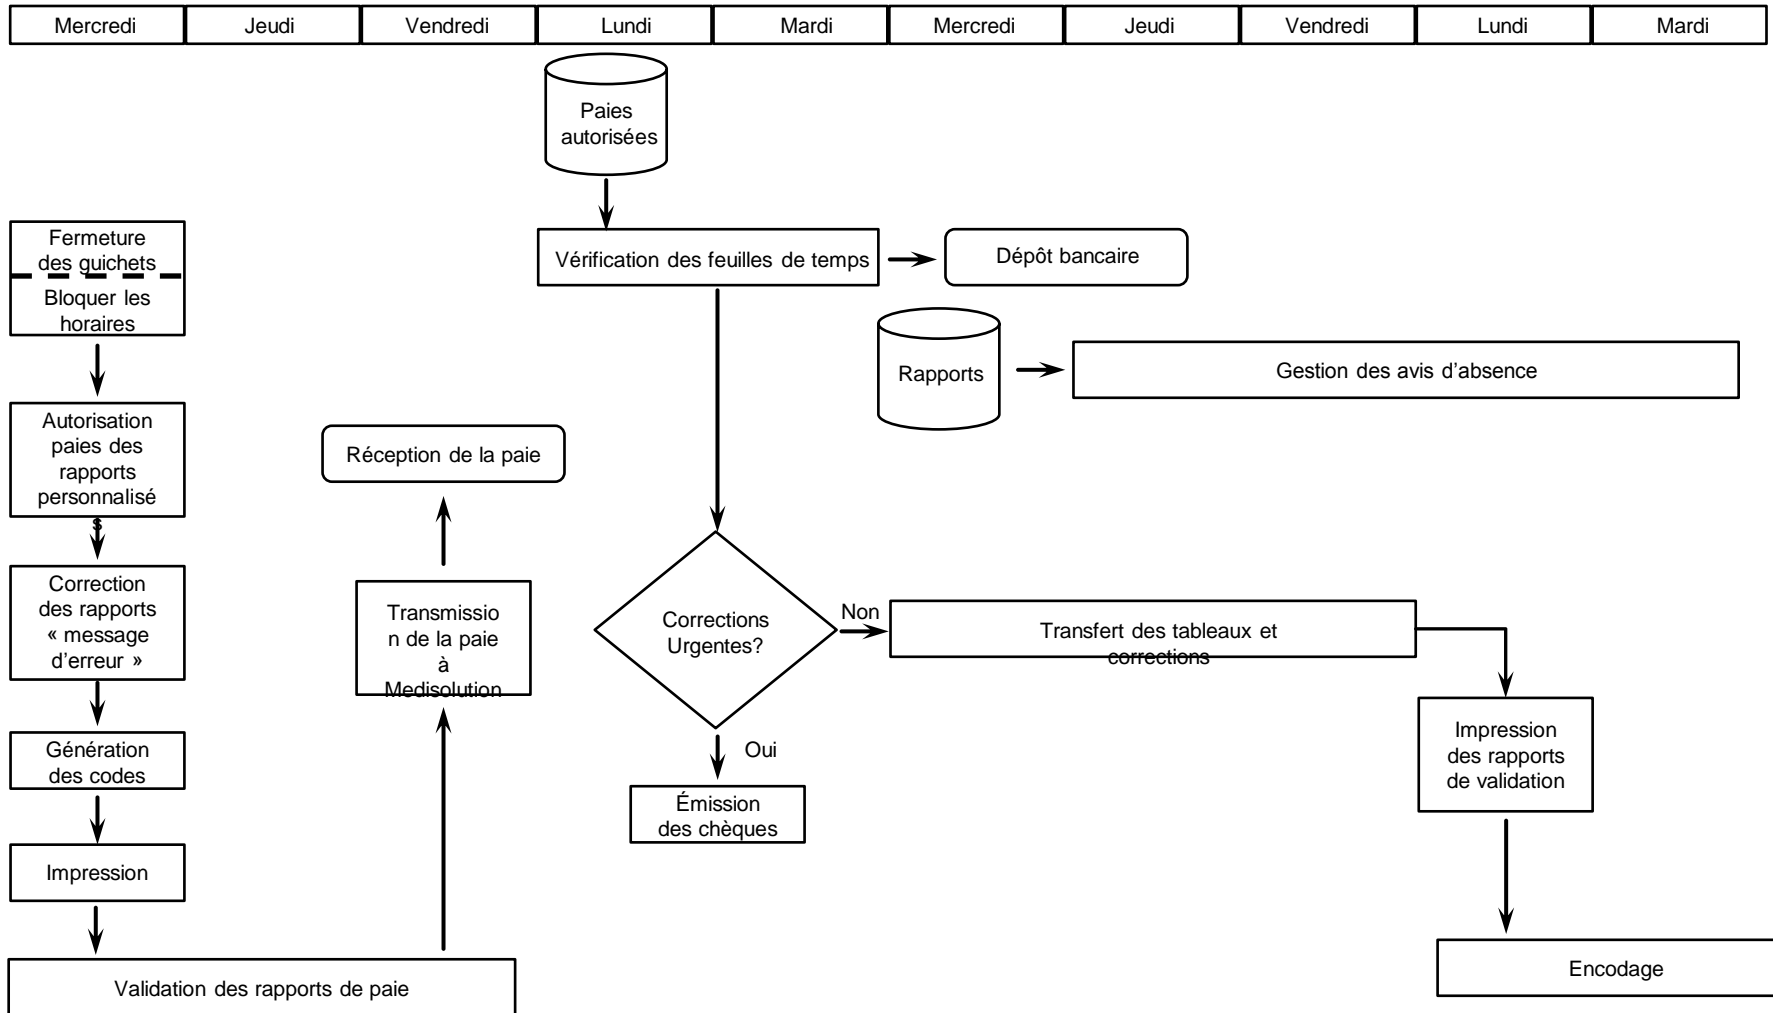 Mercredi
Jeudi
Vendredi
Lundi
Mardi
Mercredi
Jeudi
Vendredi
Lundi
Mardi
Paies
autorisées
Fermeture
des guichets
Bloquer les
horaires
Vérification des feuilles de temps
Dépôt bancaire
Rapports
Gestion des avis d'absence
Autorisation
paies des
rapports
personnalisé
s
Réception de la paie
Correction
des rapports
« message
d'erreur »
Transmissio
n de la paie
à
Medisolution
Corrections
Urgentes?
Non
Transfert des tableaux et
corrections
Oui
Génération
des codes
Émission
des chèques
Impression
des rapports
de validation
Impression
Validation des rapports de paie
Encodage